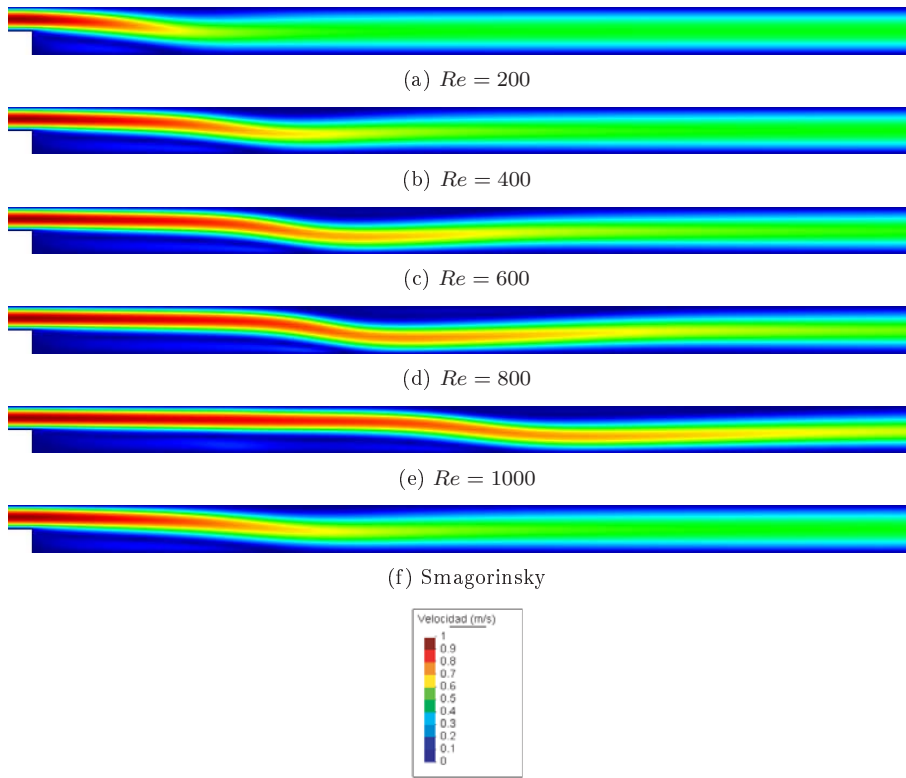 (a) Re = 200
(b) Re = 400
(c) Re = 600
(d) Re = 800
(e) Re = 1000
(f) Smagorinsky
Velocidad (m/s)
1
0.9
0.8
0.7
0.6
0.5
0.4
0.3
0.2
0.1
0